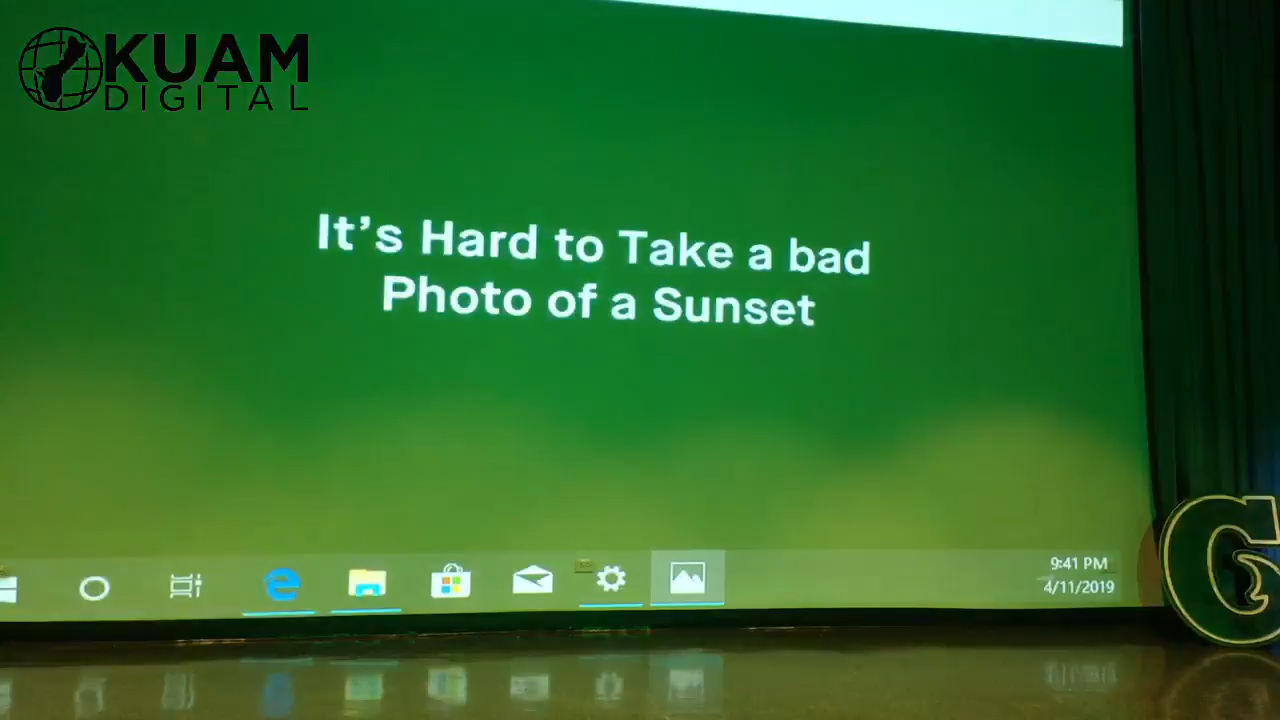 KUAM
DIGITAL
It's Hard to Take a bad
Photo of a Sunset
9:41 PM
4/11/2019
G